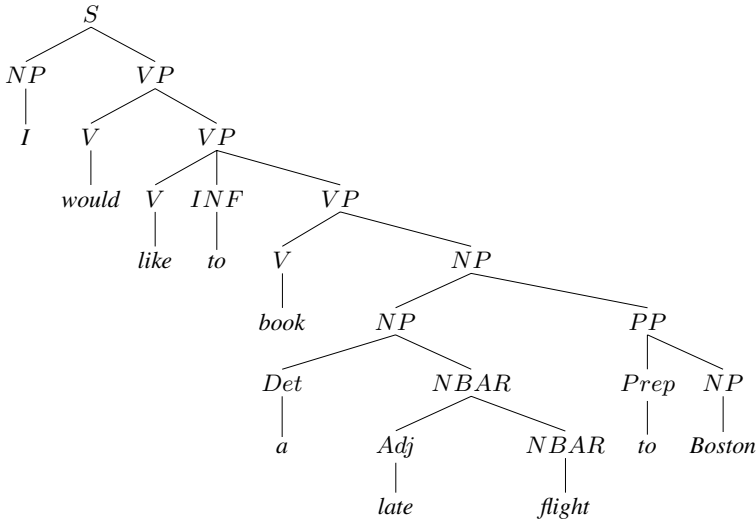 S
NP VP
I V VP
would V INF VP
like to V NP
book NP PP
Det NBAR Prep NP
a Adj NBAR to Boston
late flight